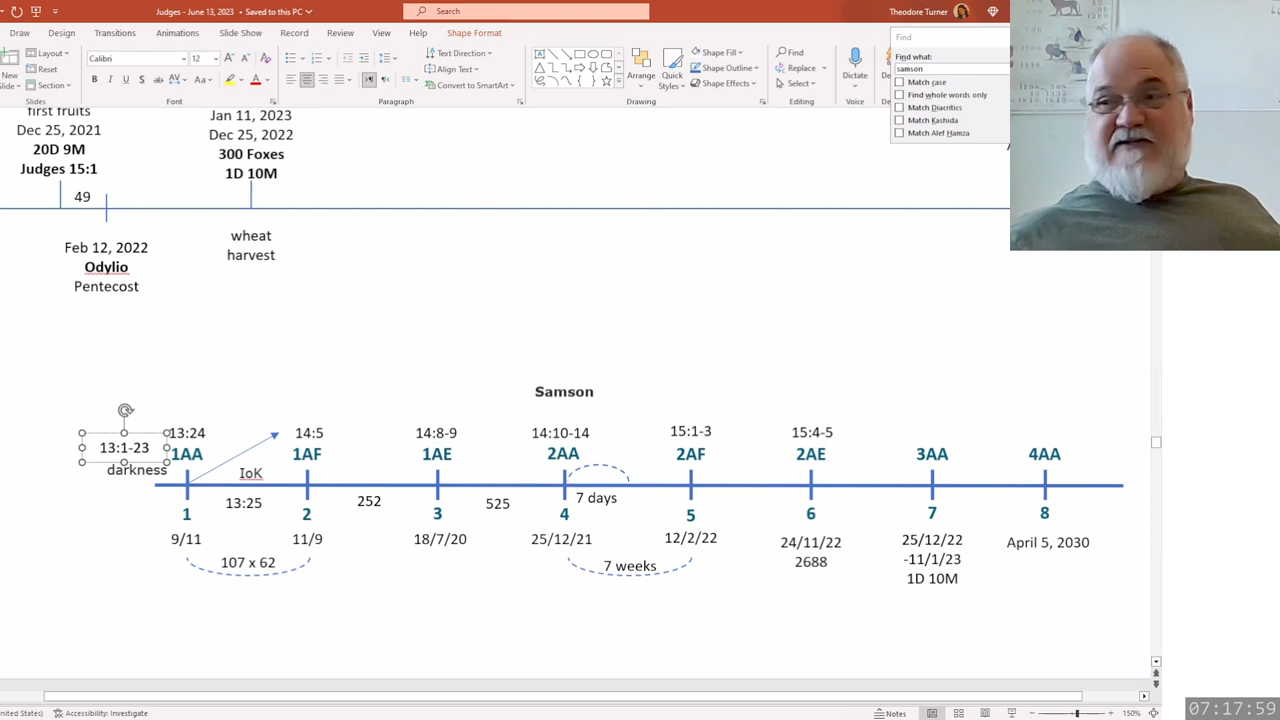 Judges - June 13, 2023 • Saved to this PC
Search
Theodore Turner
Design
Transitions
Animations
Slide Show
Record
Review
View
Help
Shape Format
Find
New
Slide
Layout
Reset
Section
Slides
Calibri
12
Font
Text Direction
Align Text
Convert to SmartArt
Paragraph
Arrange
Quick
Styles
Shape Fill
Shape Outline
Shape Effects
Drawing
Find
Replace
Select
Editing
Dictate
Voice
Find what:
samson
Match case
Find whole words only
Match Diacritics
Match Kashida
Match Alef Hamza
first fruits
Dec 25, 2021
20D 9M
Judges 15:1
49
Jan 11, 2023
Dec 25, 2022
300 Foxes
1D 10M
Feb 12, 2022
Odylio
Pentecost
wheat
harvest
Samson
13:1-23
darkness
13:24
14:5
14:8-9
14:10-14
15:1-3
15:4-5
1AA
1AF
1AE
2AA
2AF
2AE
3AA
4AA
IoK
13:25
252
525
7 days
1
2
3
4
5
6
7
8
9/11
11/9
18/7/20
25/12/21
12/2/22
24/11/22
2688
25/12/22
-11/1/23
1D 10M
April 5, 2030
107 x 62
7 weeks
Accessibility: Investigate
Notes
150%
07:17:59